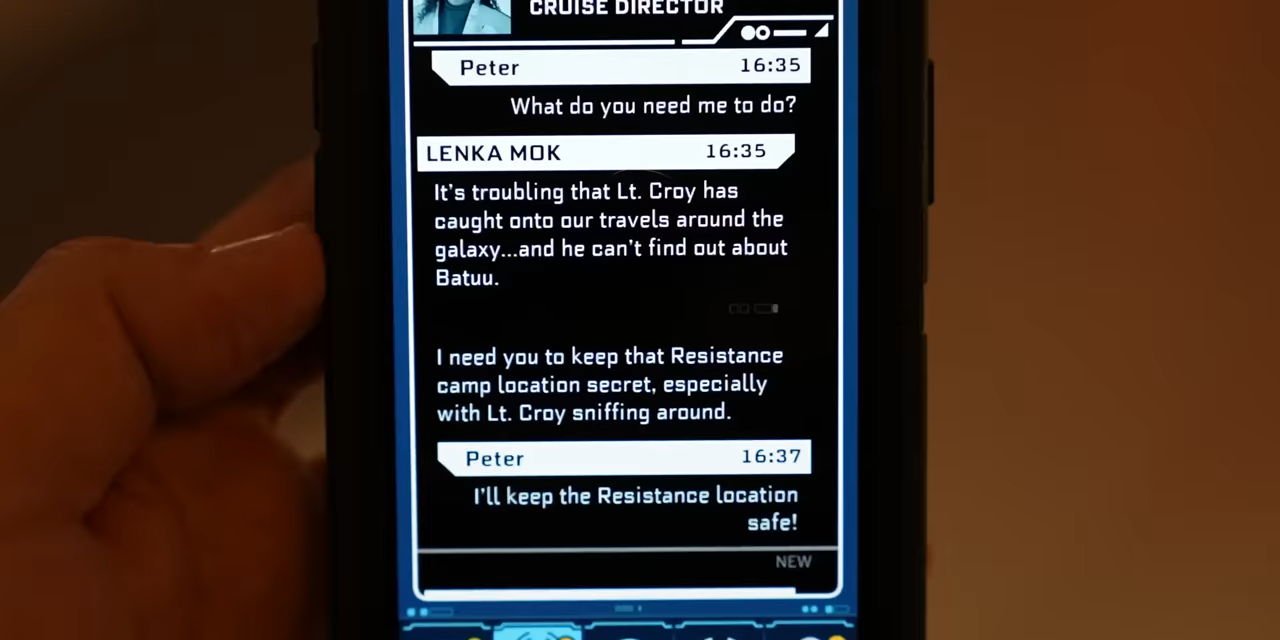 CRUISE DIRECTOR
Peter 16:35
What do you need me to do?
LENKA MOK 16:35
It's troubling that Lt. Croy has
caught onto our travels around the
galaxy...and he can't find out about
Batuu.
I need you to keep that Resistance
camp location secret, especially
with Lt. Croy sniffing around.
Peter 16:37
I'll keep the Resistance location
safe!
NEW